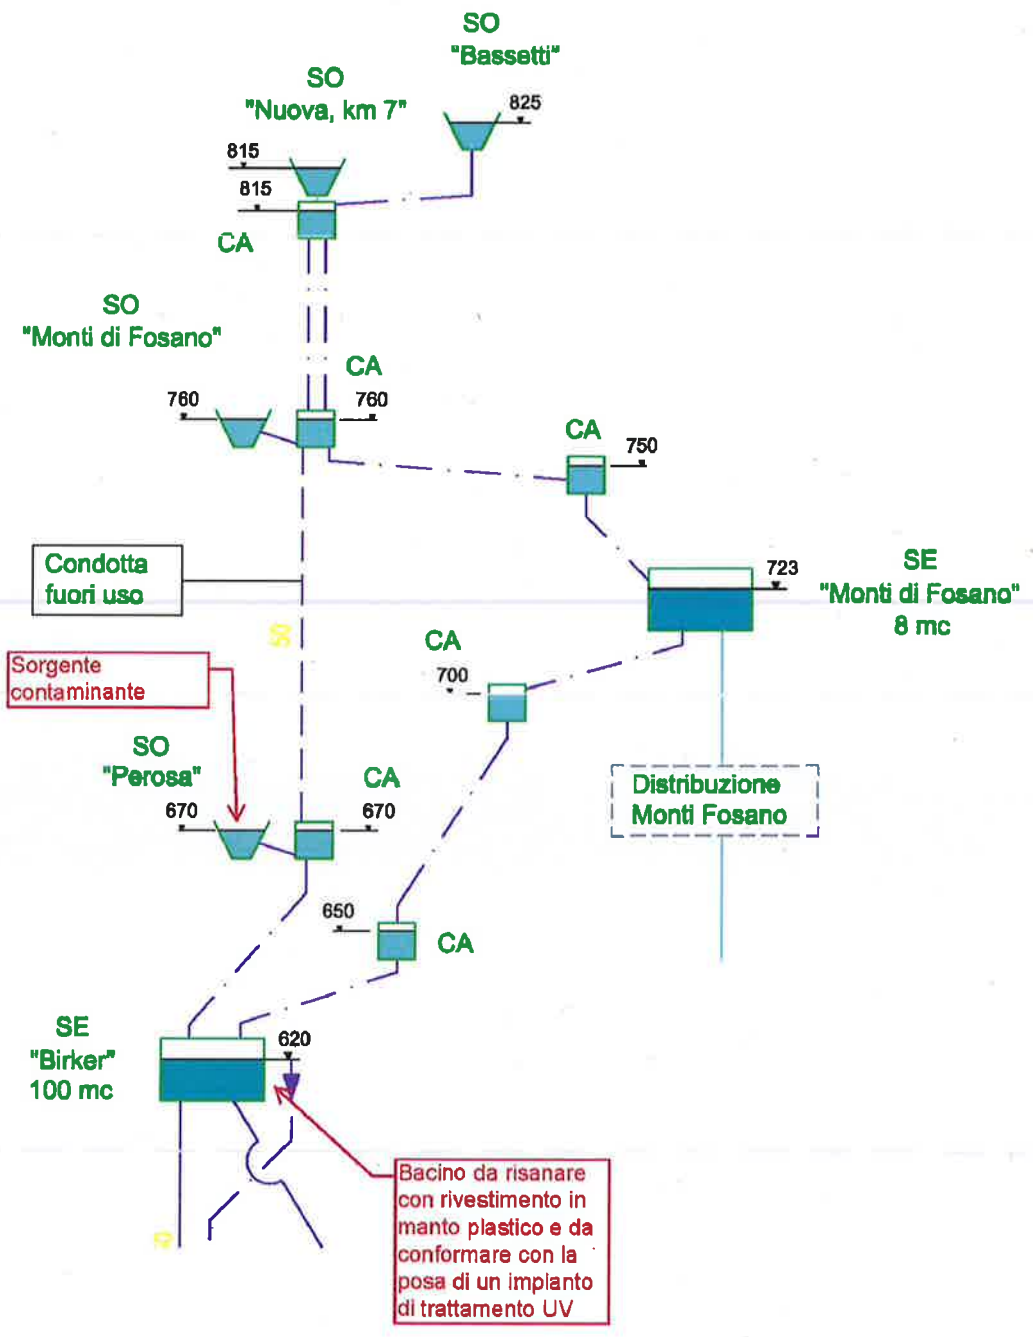 SO
"Bassetti"
825
SO
"Nuova, km 7"
815
815
CA
SO
"Monti di Fosano"
CA
760
760
CA
750
Condotta
fuori uso
723
SE
"Monti di Fosano"
8 mc
50
CA
700
Sorgente
contaminante
SO
"Perosa"
670
CA
670
Distribuzione
Monti Fosano
650
CA
SE
"Birker"
100 mc
620
Bacino da risanare
con rivestimento in
manto plastico e da
conformare con la
posa di un implanto
di trattamento UV